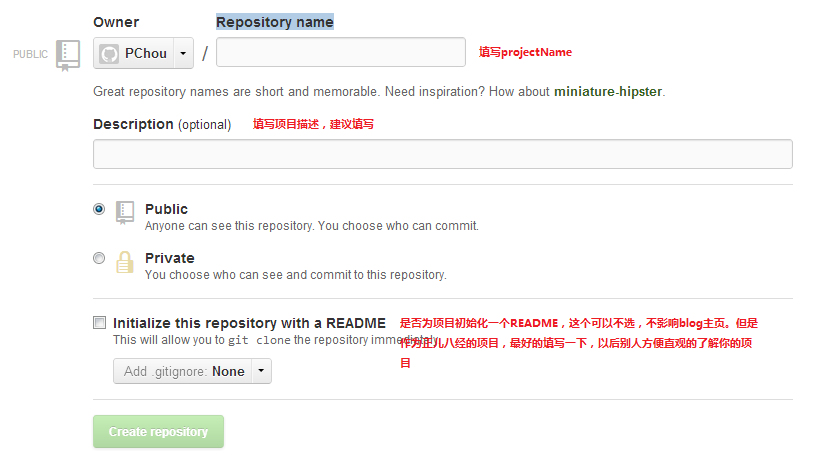 Owner Repository name
PUBLIC PChou / 填写projectName
Great repository names are short and memorable. Need inspiration? How about miniature-hipster.
Description (optional) 填写项目描述，建议填写
Public
Anyone can see this repository. You choose who can commit.
Private
You choose who can see and commit to this repository.
Initialize this repository with a README
This will allow you to git clone the repository immediately.
是否为项目初始化一个README，这个可以不选，不影响blog主页。但是
作为正儿八经的项目，最好的填写一下，以后别人方便直观的了解你的项
目
Add .gitignore: None
Create repository